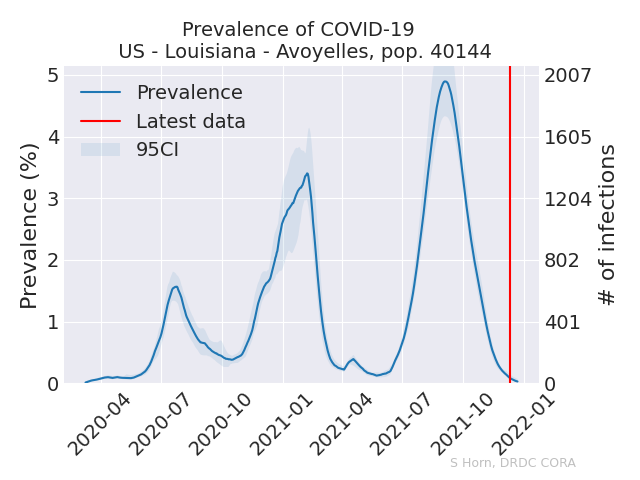 Prevalence of COVID-19
US - Louisiana - Avoyelles, pop. 40144
Prevalence
Latest data
95CI
Prevalence (%)
5
4
3
2
1
0
2007
1605
1204
802
401
0
# of infections
2020-04
2020-07
2020-10
2021-01
2021-04
2021-07
2021-10
2022-01
S Horn, DRDC CORA